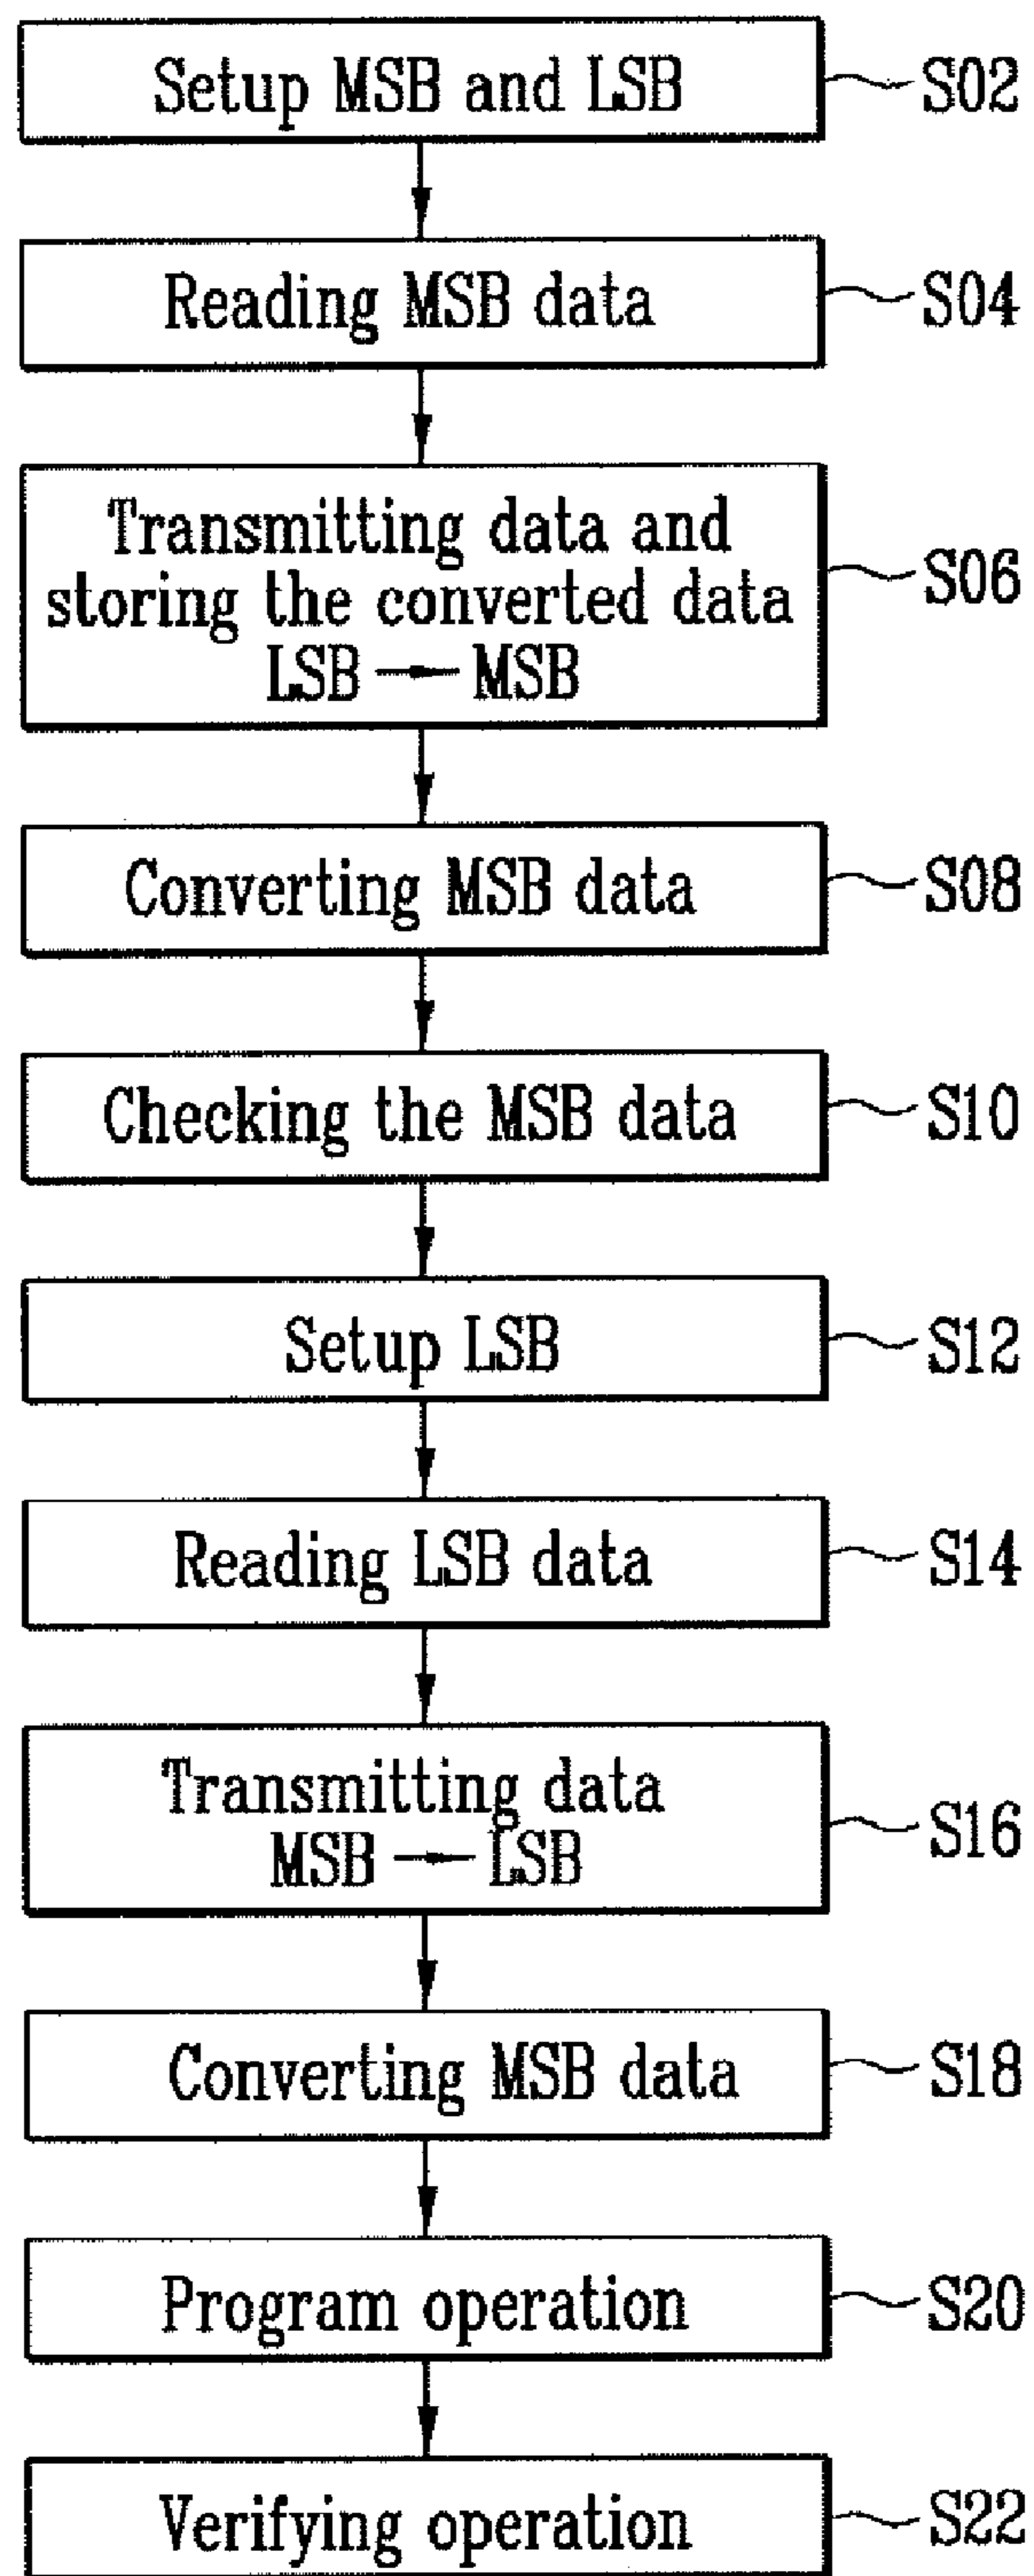 Setup MSB and LSB
S02
Reading MSB data
S04
Transmitting data and
storing the converted data
LSB → MSB
S06
Converting MSB data
S08
Checking the MSB data
S10
Setup LSB
S12
Reading LSB data
S14
Transmitting data
MSB → LSB
S16
Converting MSB data
S18
Program operation
S20
Verifying operation
S22